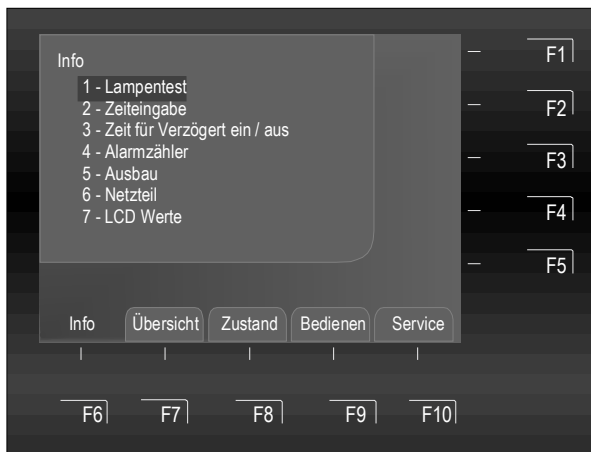 Info
1 - Lampentest
2 - Zeiteingabe
3 - Zeit für Verzögert ein / aus
4 - Alarmzähler
5 - Ausbau
6 - Netzteil
7 - LCD Werte
F1
F2
F3
F4
F5
Info Übersicht Zustand Bedienen Service
F6 F7 F8 F9 F10